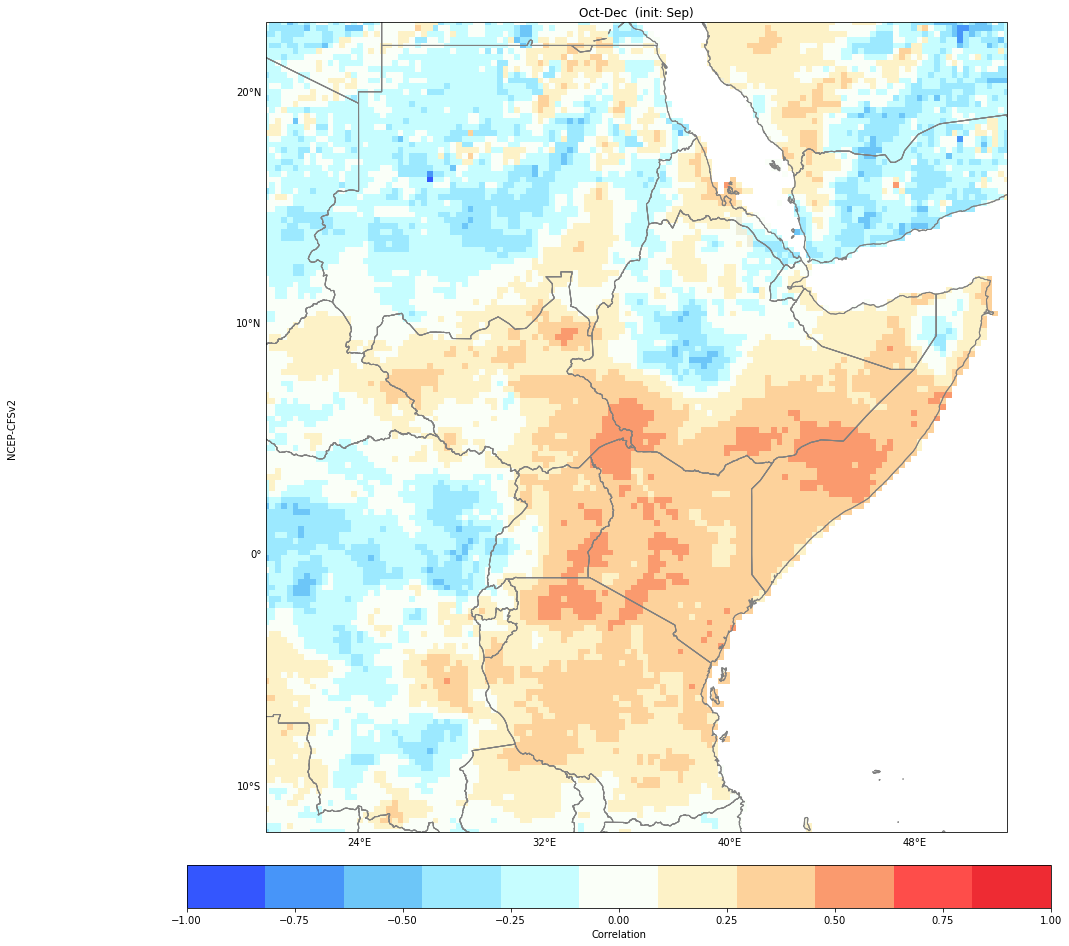 Oct-Dec  (init: Sep)
20°N
10°N
0°
10°S
NCEP-CFSv2
24°E 32°E 40°E 48°E
−1.00 −0.75 −0.50 −0.25 0.00 0.25 0.50 0.75 1.00
Correlation